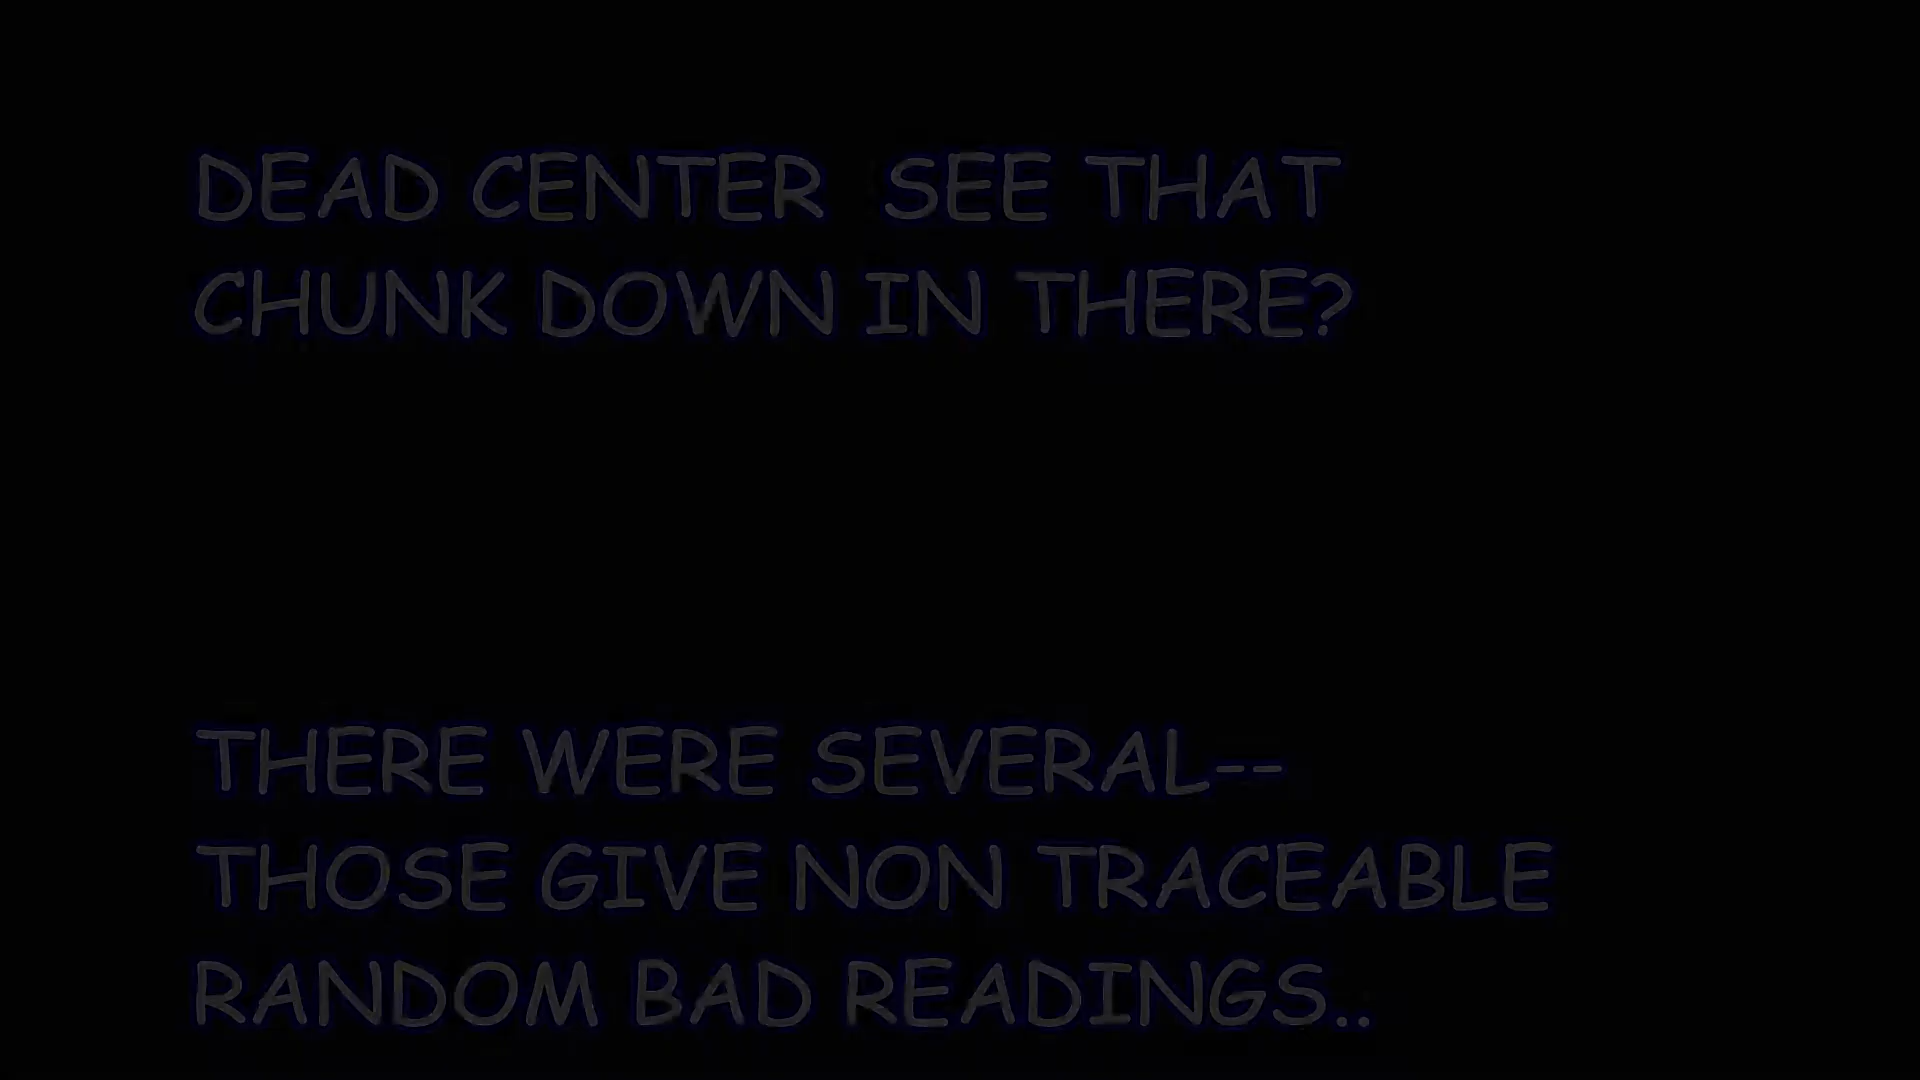 DEAD CENTER  SEE THAT
CHUNK DOWN IN THERE?
THERE WERE SEVERAL--
THOSE GIVE NON TRACEABLE
RANDOM BAD READINGS..